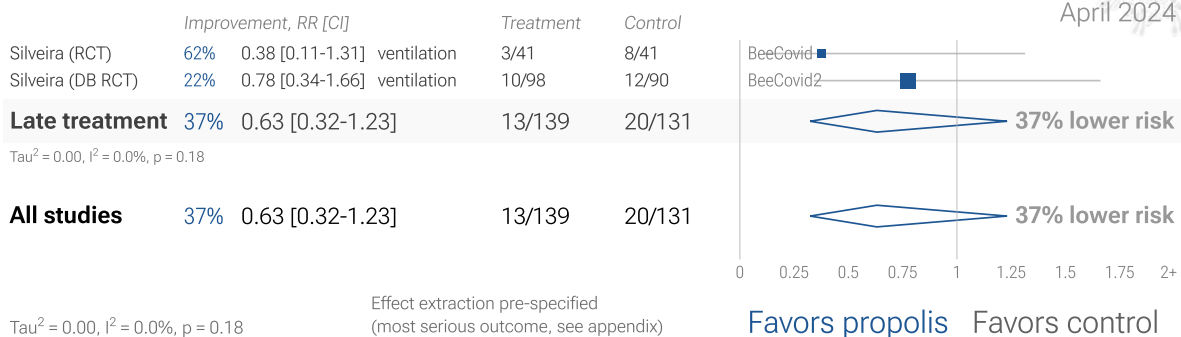 April 2024
Improvement, RR [CI] Treatment Control
Silveira (RCT) 62% 0.38 [0.11-1.31] ventilation 3/41 8/41 BeeCovid
Silveira (DB RCT) 22% 0.78 [0.34-1.66] ventilation 10/98 12/90 BeeCovid2
Late treatment 37% 0.63 [0.32-1.23] 13/139 20/131 37% lower risk
Tau² = 0.00, I² = 0.0%, p = 0.18
All studies 37% 0.63 [0.32-1.23] 13/139 20/131 37% lower risk
0 0.25 0.5 0.75 1 1.25 1.5 1.75 2+
Effect extraction pre-specified
Tau² = 0.00, I² = 0.0%, p = 0.18 (most serious outcome, see appendix) Favors propolis Favors control